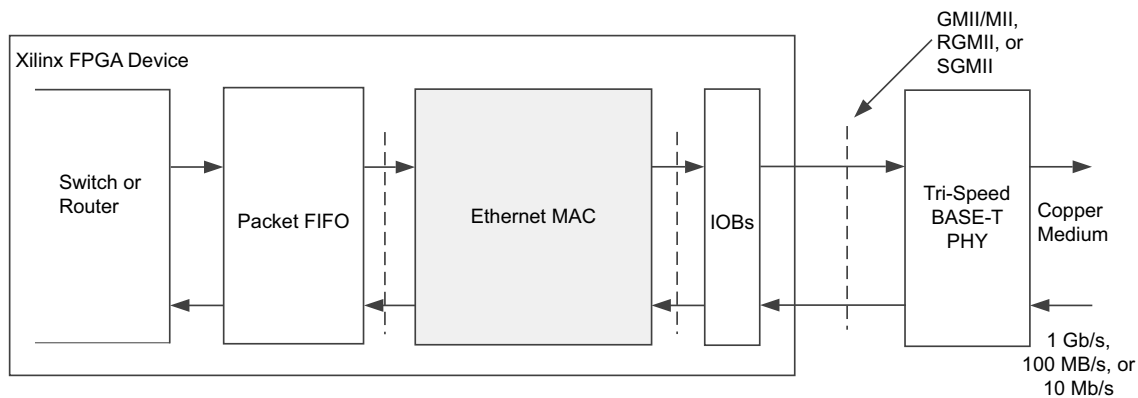 GMII/MII,
RGMII, or
SGMII
Xilinx FPGA Device
Switch or
Router
Packet FIFO
Ethernet MAC
IOBs
Tri-Speed
BASE-T
PHY
Copper
Medium
1 Gb/s,
100 MB/s, or
10 Mb/s